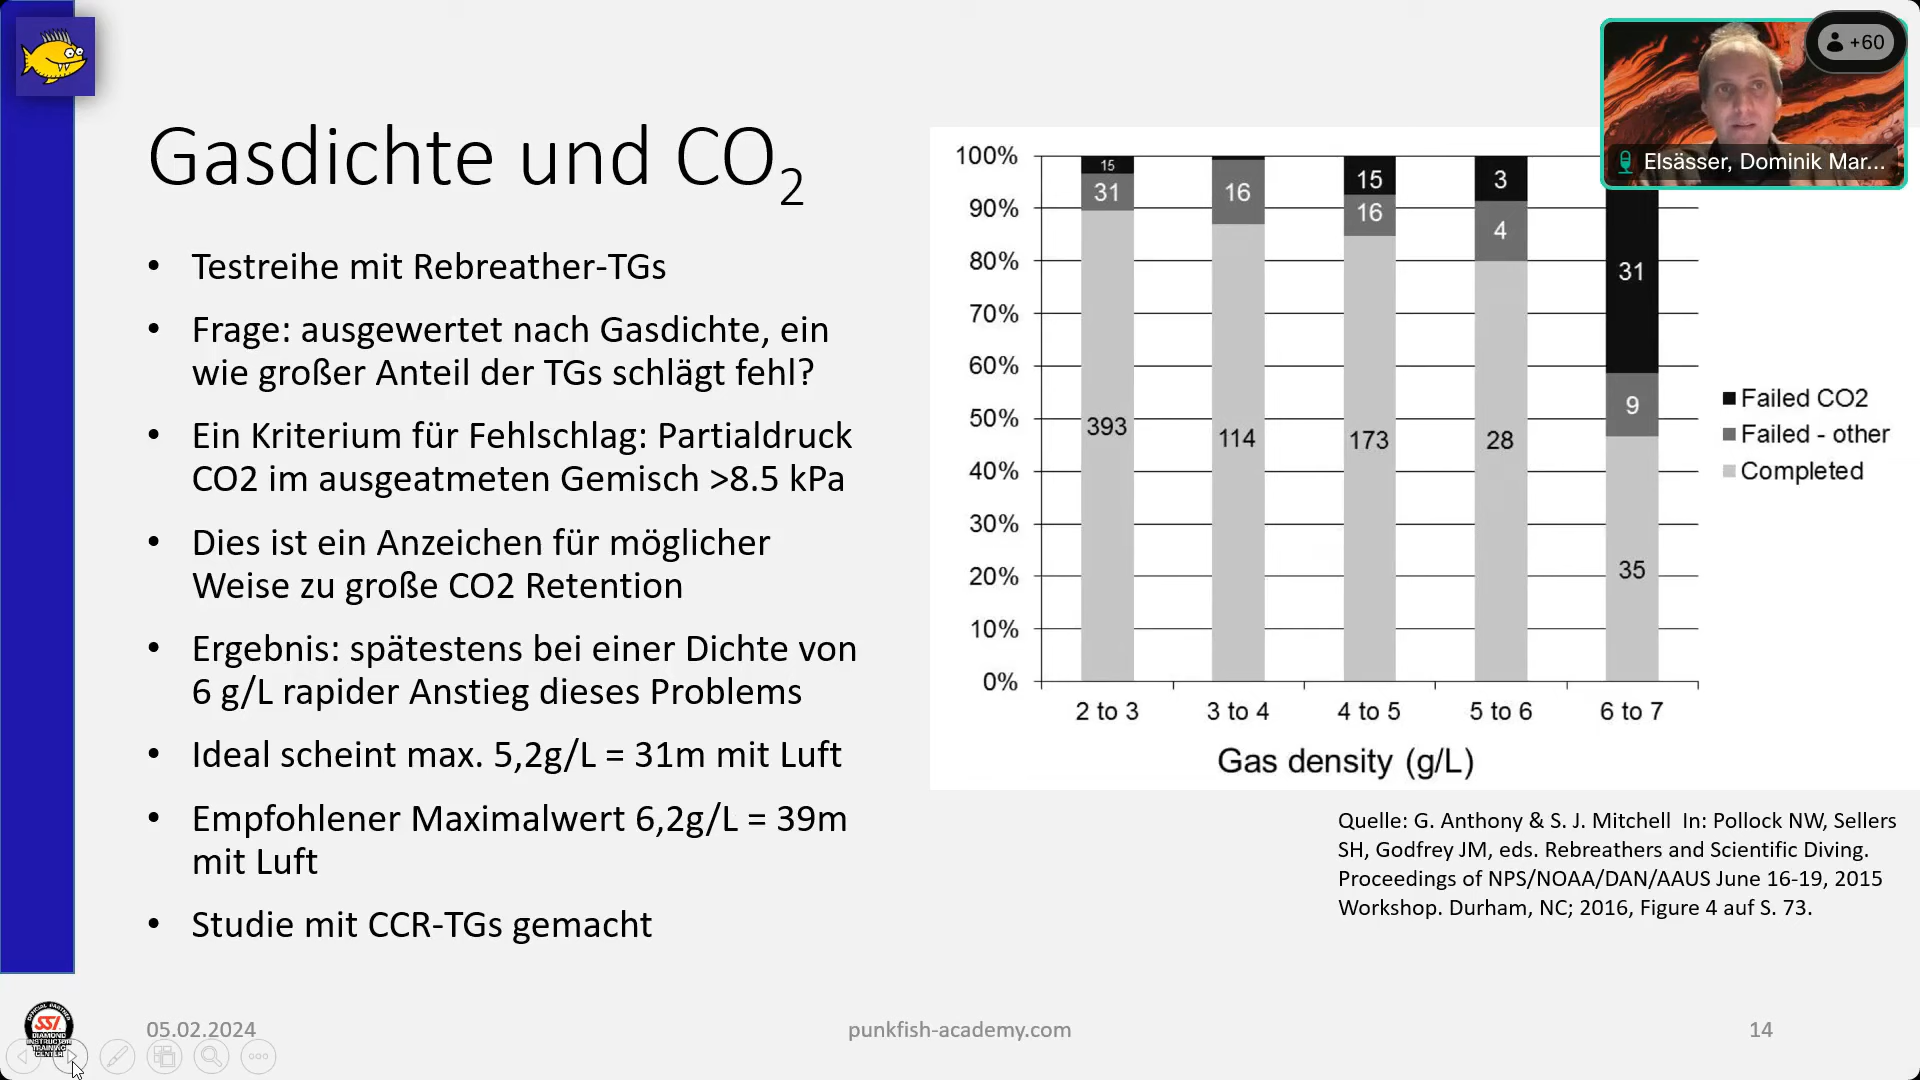 +60
Elsässer, Dominik Mar...
Gasdichte und CO2
• Testreihe mit Rebreather-TGs
• Frage: ausgewertet nach Gasdichte, ein
wie großer Anteil der TGs schlägt fehl?
• Ein Kriterium für Fehlschlag: Partialdruck
CO2 im ausgeatmeten Gemisch >8.5 kPa
• Dies ist ein Anzeichen für möglicher
Weise zu große CO2 Retention
• Ergebnis: spätestens bei einer Dichte von
6 g/L rapider Anstieg dieses Problems
• Ideal scheint max. 5,2g/L = 31m mit Luft
• Empfohlener Maximalwert 6,2g/L = 39m
mit Luft
• Studie mit CCR-TGs gemacht
100%
90%
80%
70%
60%
50%
40%
30%
20%
10%
0%
15
31
393
16
114
15
16
173
3
4
28
31
9
35
2 to 3
3 to 4
4 to 5
5 to 6
6 to 7
Gas density (g/L)
Failed CO2
Failed - other
Completed
Quelle: G. Anthony & S. J. Mitchell In: Pollock NW, Sellers
SH, Godfrey JM, eds. Rebreathers and Scientific Diving.
Proceedings of NPS/NOAA/DAN/AAUS June 16-19, 2015
Workshop. Durham, NC; 2016, Figure 4 auf S. 73.
SSI
DIAMOND
INSTRUCTOR
TRAINING
CENTER
05.02.2024
punkfish-academy.com
14